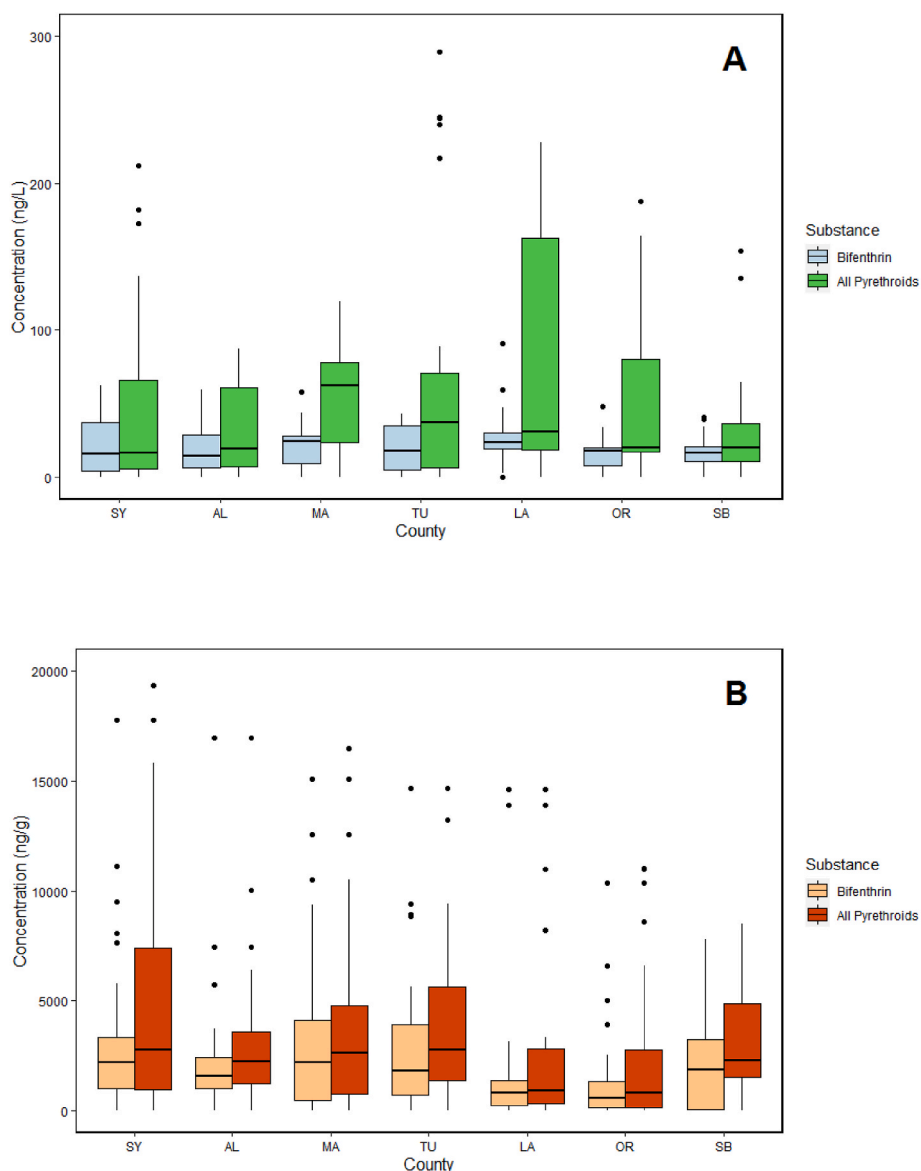 A
300
200
100
0
Concentration (ng/L)
SY AL MA TU LA OR SB
County
Substance
Bifenthrin
All Pyrethroids
B
20000
15000
10000
5000
0
Concentration (ng/g)
SY AL MA TU LA OR SB
County
Substance
Bifenthrin
All Pyrethroids